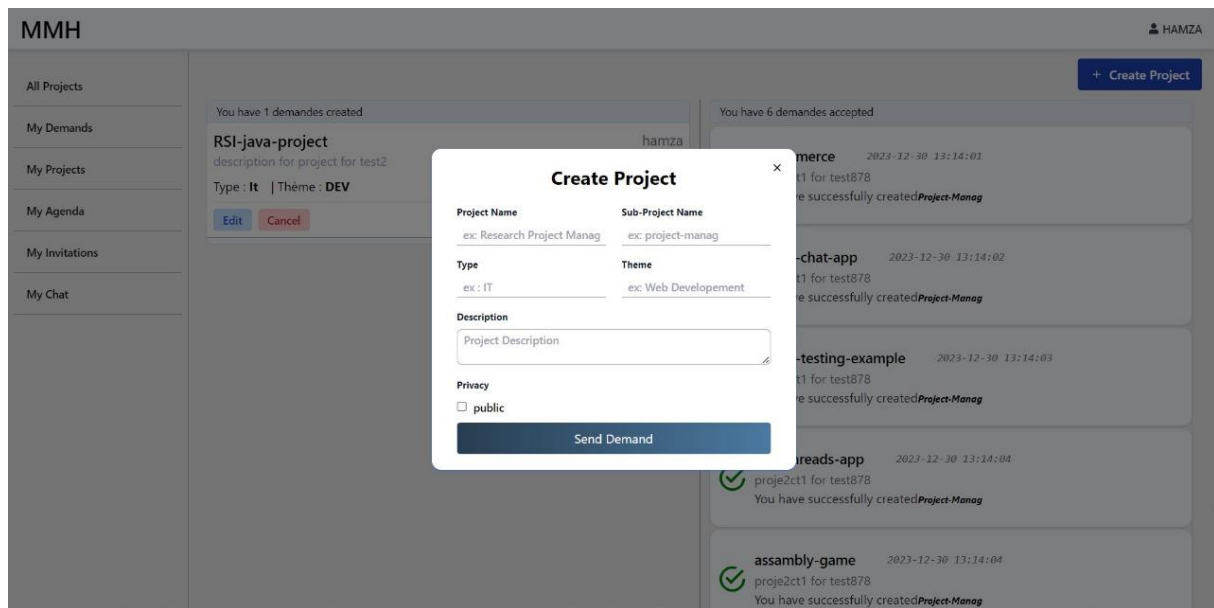 MMH
HAMZA
All Projects
My Demands
My Projects
My Agenda
My Invitations
My Chat
+ Create Project
You have 1 demandes created
RSI-java-project hamza
description for project for test2
Type : It | Thème : DEV
Edit Cancel
You have 6 demandes accepted
merce 2023-12-30 13:14:01
t1 for test878
e successfully createdProject-Manag
-chat-app 2023-12-30 13:14:02
t1 for test878
e successfully createdProject-Manag
-testing-example 2023-12-30 13:14:03
t1 for test878
e successfully createdProject-Manag
reads-app 2023-12-30 13:14:04
proje2ct1 for test878
You have successfully createdProject-Manag
assambly-game 2023-12-30 13:14:04
proje2ct1 for test878
You have successfully createdProject-Manag
Create Project
×
Project Name Sub-Project Name
ex: Research Project Manag ex: project-manag
Type Theme
ex : IT ex: Web Developement
Description
Project Description
Privacy
public
Send Demand